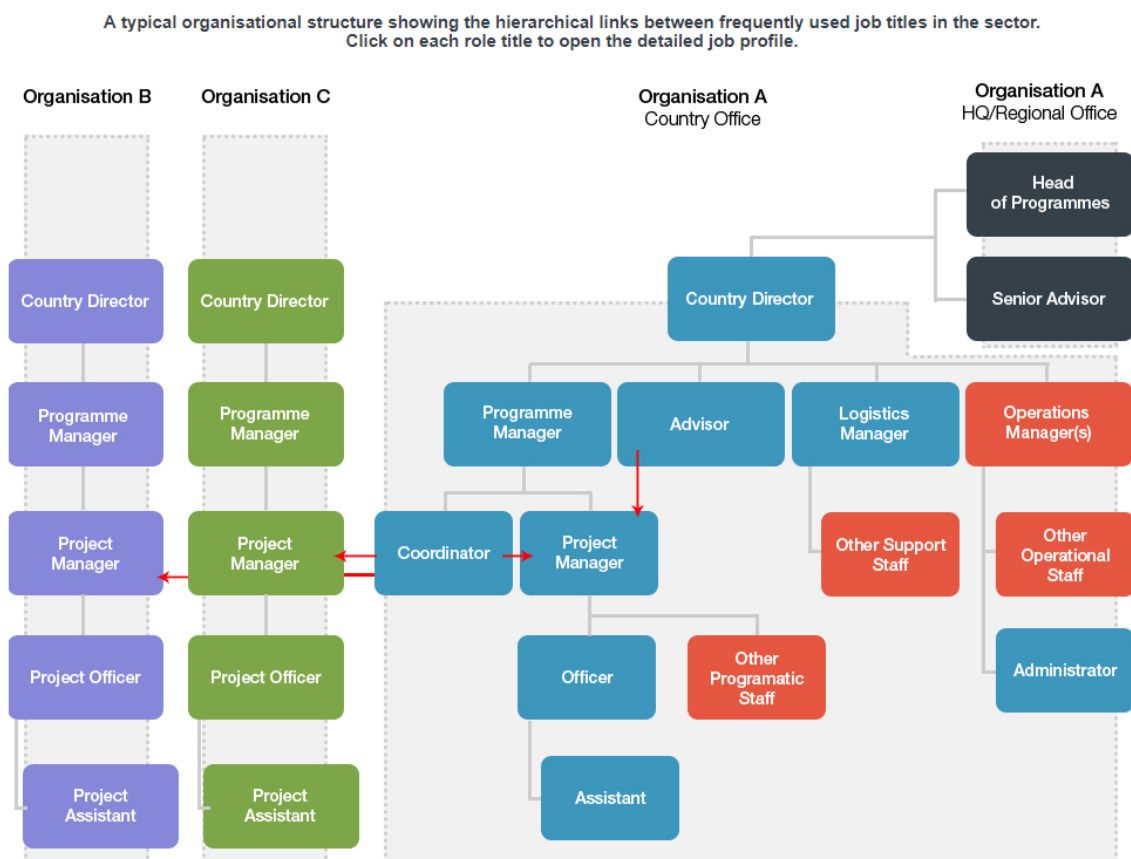 A typical organisational structure showing the hierarchical links between frequently used job titles in the sector.
Click on each role title to open the detailed job profile.
Organisation B
Organisation C
Organisation A
Country Office
Organisation A
HQ/Regional Office
Head
of Programmes
Senior Advisor
Country Director
Country Director
Country Director
Programme
Manager
Programme
Manager
Programme
Manager
Advisor
Logistics
Manager
Operations
Manager(s)
Project
Manager
Project
Manager
Coordinator
Project
Manager
Other Support
Staff
Other
Operational
Staff
Project Officer
Project Officer
Officer
Other
Programatic
Staff
Administrator
Project
Assistant
Project
Assistant
Assistant